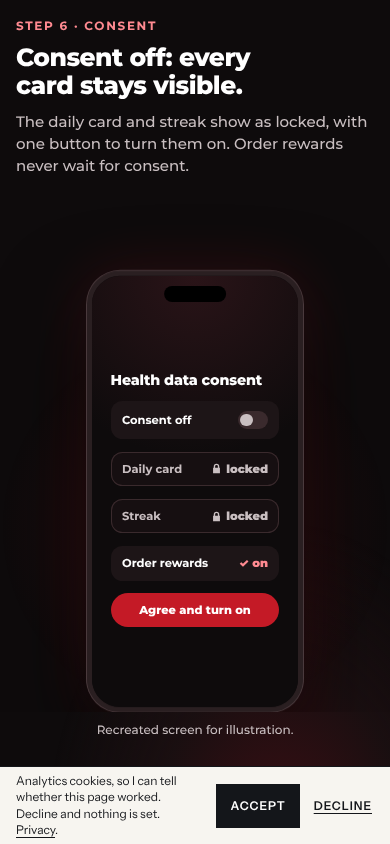 STEP 6 · CONSENT
Consent off: every
card stays visible.
The daily card and streak show as locked, with
one button to turn them on. Order rewards
never wait for consent.
Health data consent
Consent off
Daily card locked
Streak locked
Order rewards on
Agree and turn on
Recreated screen for illustration.
Analytics cookies, so I can tell
whether this page worked.
Decline and nothing is set.
Privacy.
ACCEPT DECLINE